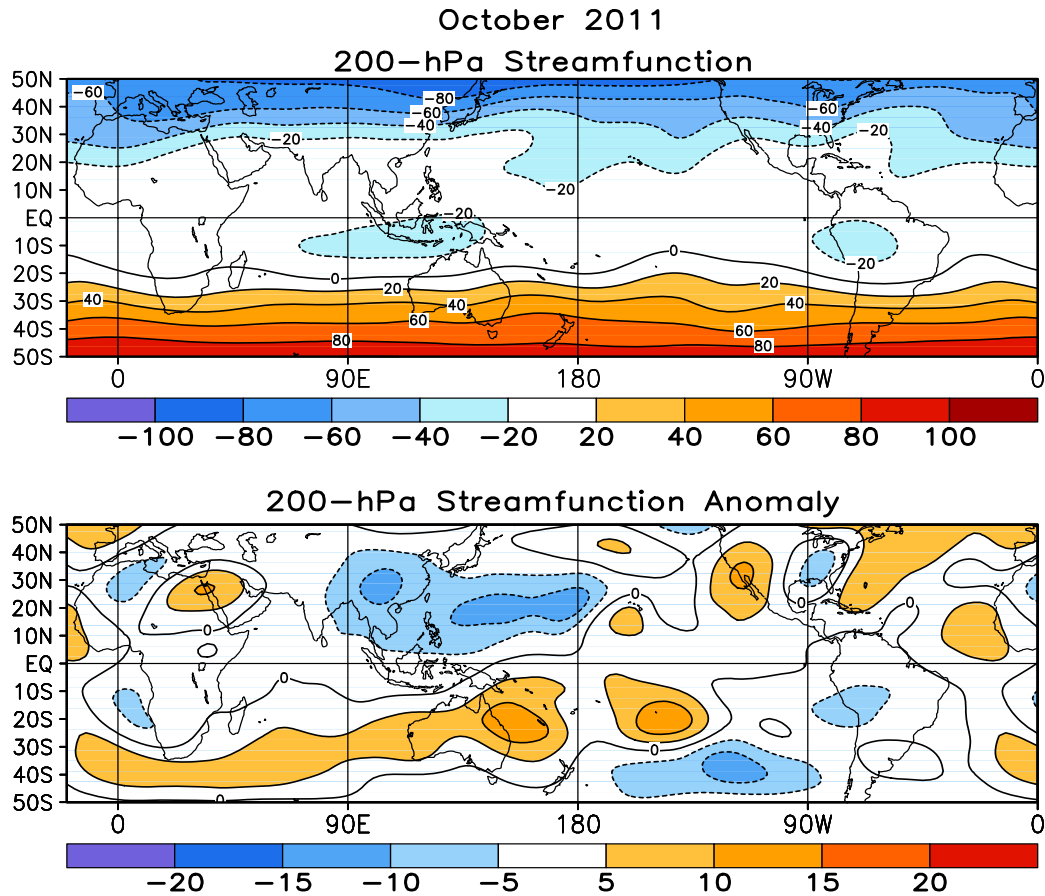 October 2011
200-hPa Streamfunction
50N
40N
30N
20N
10N
EQ
10S
20S
30S
40S
50S
-60
-80
-60
-40
-20
-20
-20
0
20
40
40
60
80
-60
-40
-20
-20
0
20
40
60
80
0
90E
180
90W
0
-100 -80 -60 -40 -20 20 40 60 80 100
200-hPa Streamfunction Anomaly
50N
40N
30N
20N
10N
EQ
10S
20S
30S
40S
50S
0
0
0
0
0
0
0
0
90E
180
90W
0
-20 -15 -10 -5 5 10 15 20